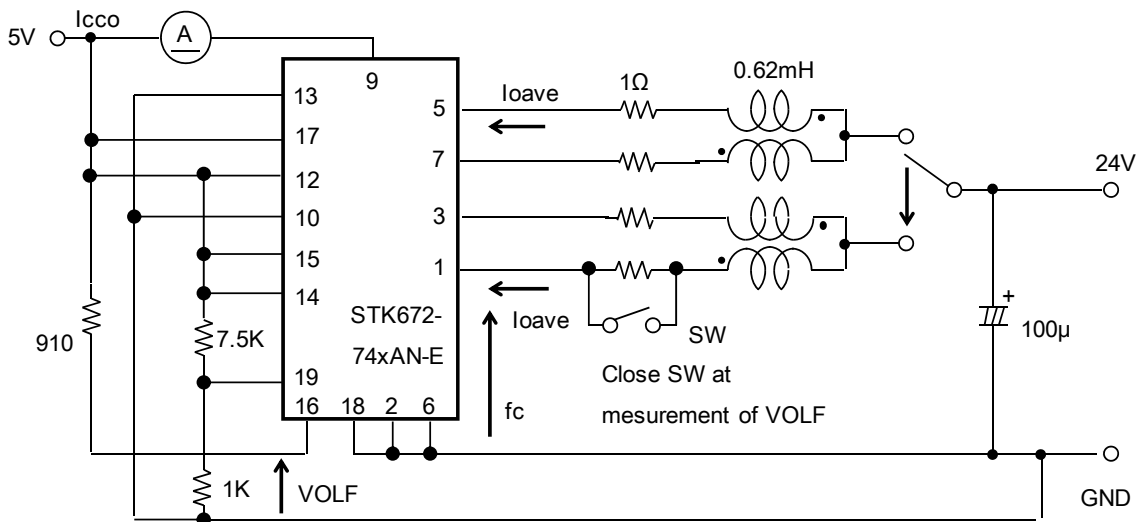 Icco
5V
A
1Ω
0.62mH
9
13
5
Ioave
17
7
24V
12
10
3
15
1
14
STK672-
74xAN-E
Ioave
SW
910
7.5K
100µ
+
19
Close SW at
mesurement of VOLF
16
18
2
6
fc
1K
VOLF
GND